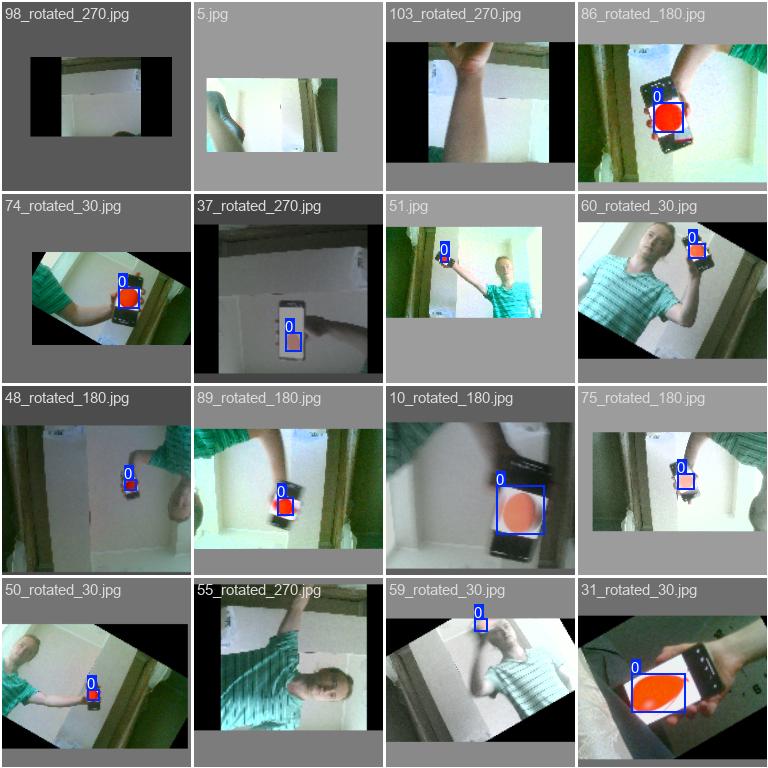 98_rotated_270.jpg
5.jpg
103_rotated_270.jpg
86_rotated_180.jpg
0
74_rotated_30.jpg
0
37_rotated_270.jpg
0
51.jpg
0
60_rotated_30.jpg
0
48_rotated_180.jpg
0
89_rotated_180.jpg
0
10_rotated_180.jpg
0
75_rotated_180.jpg
0
50_rotated_30.jpg
0
55_rotated_270.jpg
59_rotated_30.jpg
0
31_rotated_30.jpg
0